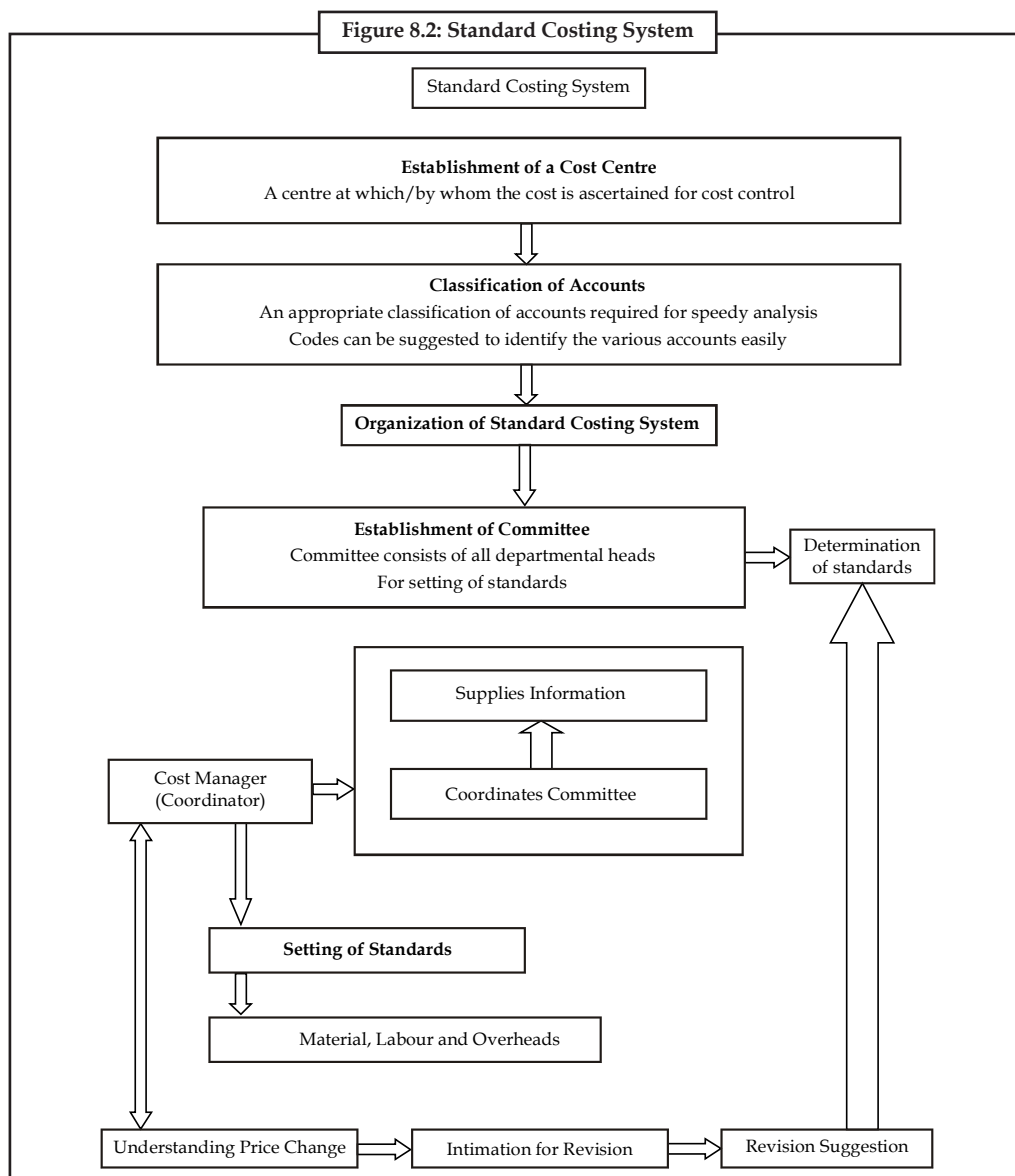 Figure 8.2: Standard Costing System
Standard Costing System
Establishment of a Cost Centre
A centre at which/by whom the cost is ascertained for cost control
Classification of Accounts
An appropriate classification of accounts required for speedy analysis
Codes can be suggested to identify the various accounts easily
Organization of Standard Costing System
Establishment of Committee
Committee consists of all departmental heads
For setting of standards
Determination
of standards
Supplies Information
Coordinates Committee
Cost Manager
(Coordinator)
Setting of Standards
Material, Labour and Overheads
Understanding Price Change
Intimation for Revision
Revision Suggestion